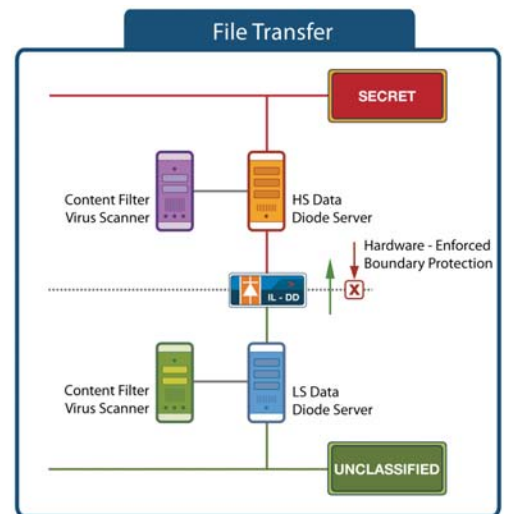 File Transfer
SECRET
Content Filter
Virus Scanner
HS Data
Diode Server
Hardware - Enforced
Boundary Protection
X
IL - DD
Content Filter
Virus Scanner
LS Data
Diode Server
UNCLASSIFIED